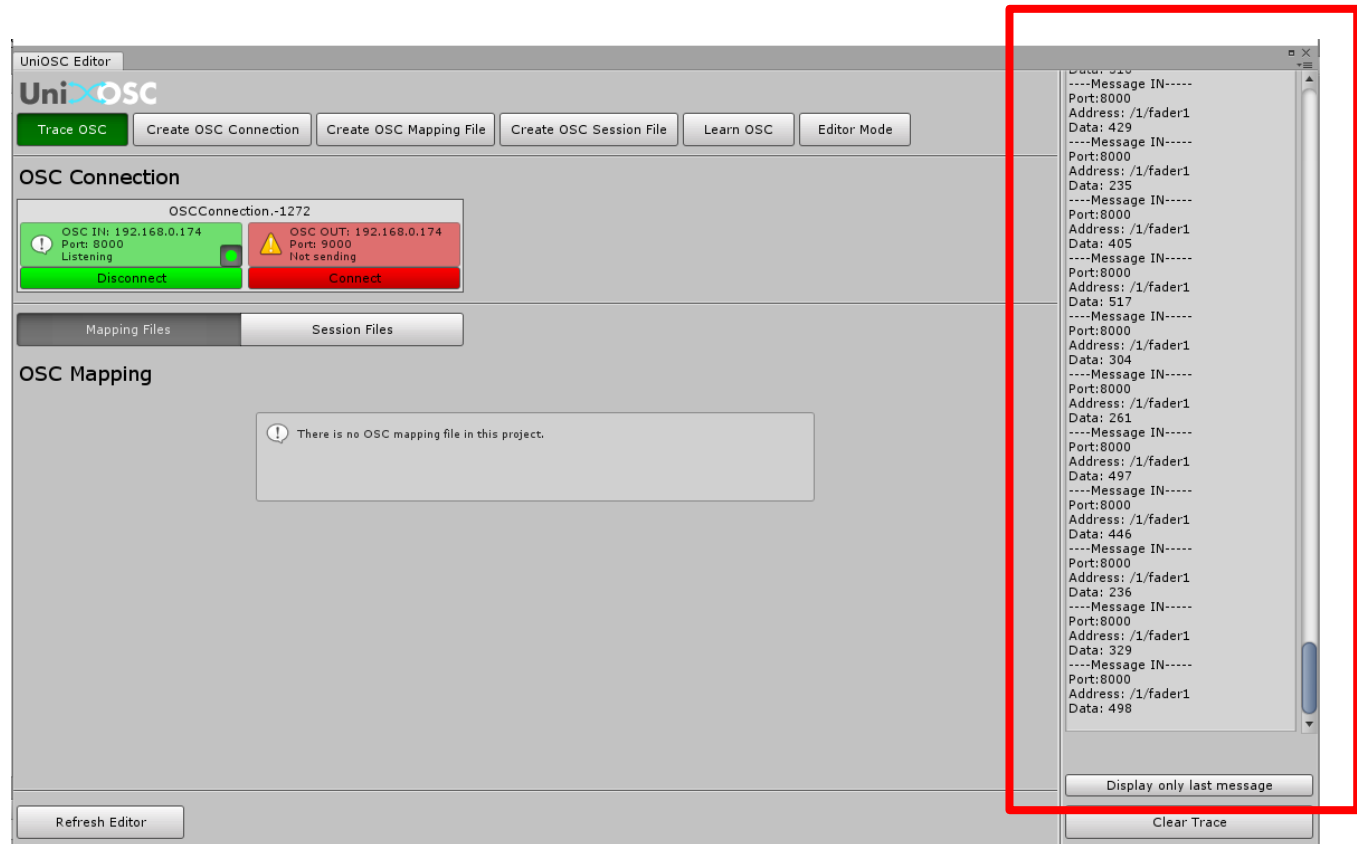 UniOSC Editor
UniOSC
Trace OSC
Create OSC Connection
Create OSC Mapping File
Create OSC Session File
Learn OSC
Editor Mode
OSC Connection
OSCConnection.-1272
OSC IN: 192.168.0.174
Port: 8000
Listening
Disconnect
OSC OUT: 192.168.0.174
Port: 9000
Not sending
Connect
Mapping Files
Session Files
OSC Mapping
There is no OSC mapping file in this project.
Refresh Editor
----Message IN-----
Port:8000
Address: /1/fader1
Data: 429
----Message IN-----
Port:8000
Address: /1/fader1
Data: 235
----Message IN-----
Port:8000
Address: /1/fader1
Data: 405
----Message IN-----
Port:8000
Address: /1/fader1
Data: 517
----Message IN-----
Port:8000
Address: /1/fader1
Data: 304
----Message IN-----
Port:8000
Address: /1/fader1
Data: 261
----Message IN-----
Port:8000
Address: /1/fader1
Data: 497
----Message IN-----
Port:8000
Address: /1/fader1
Data: 446
----Message IN-----
Port:8000
Address: /1/fader1
Data: 236
----Message IN-----
Port:8000
Address: /1/fader1
Data: 329
----Message IN-----
Port:8000
Address: /1/fader1
Data: 498
Display only last message
Clear Trace